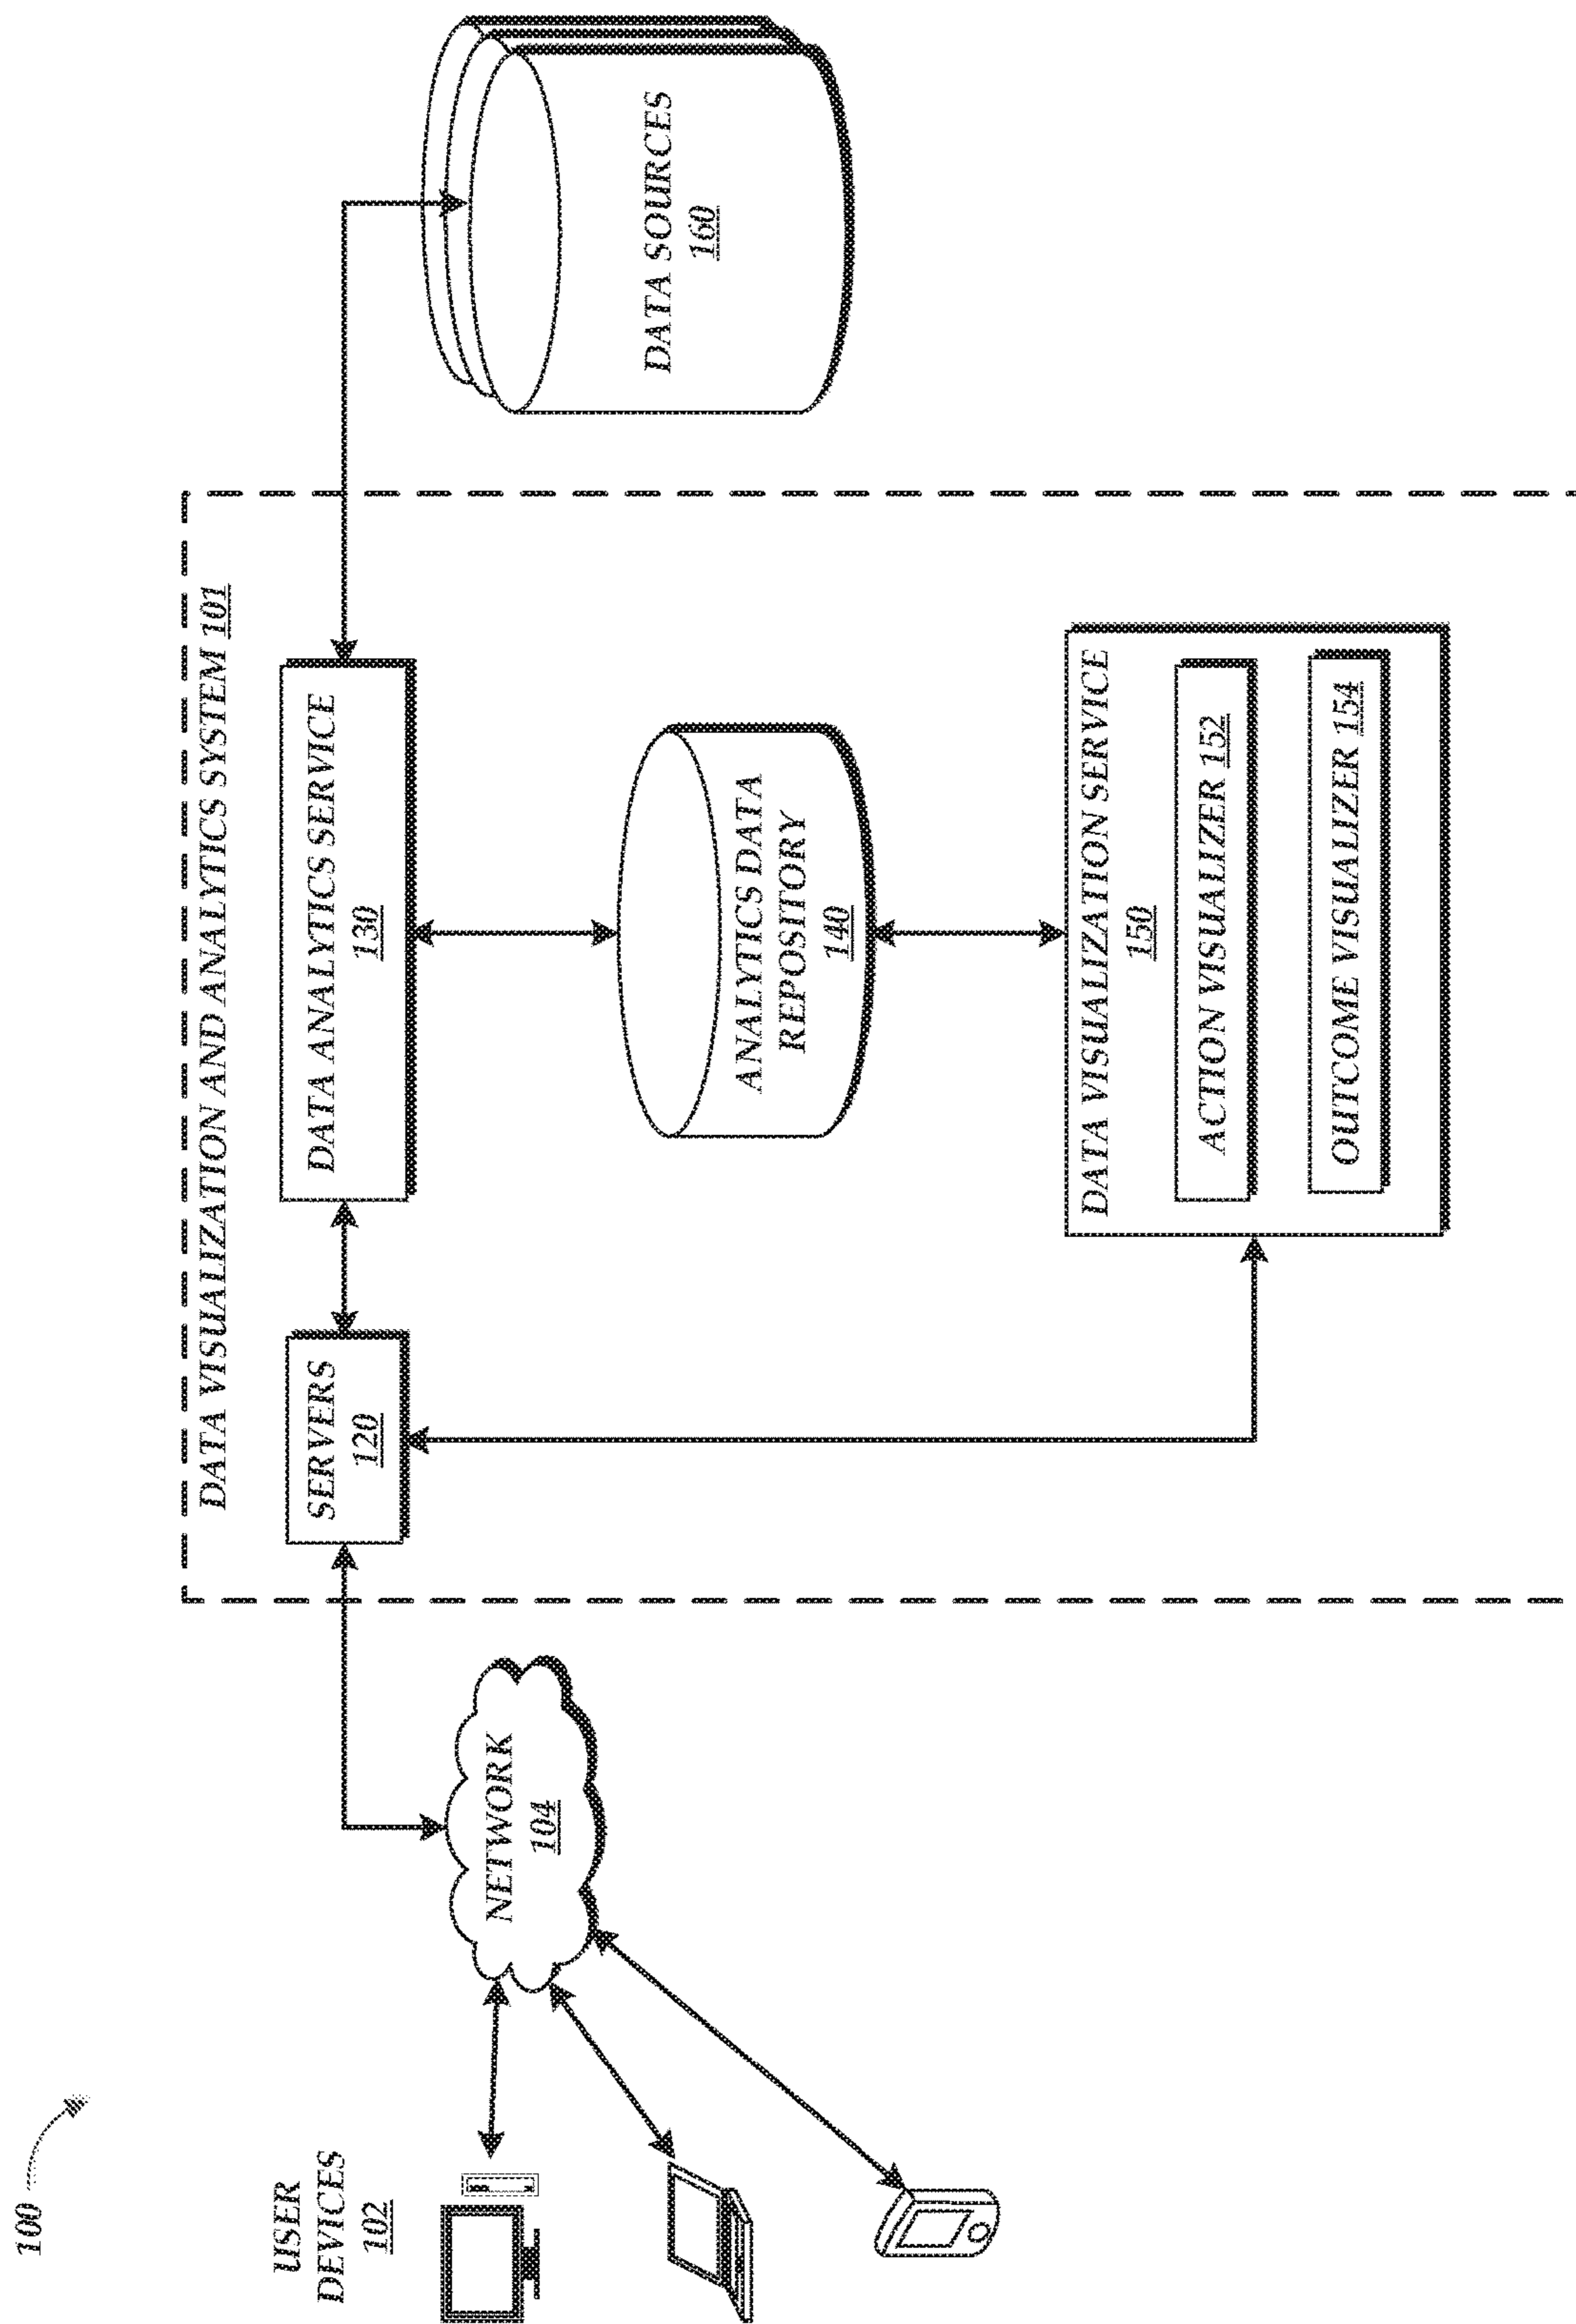 100
USER
DEVICES
102
NETWORK
104
DATA VISUALIZATION AND ANALYTICS SYSTEM 101
SERVERS
120
DATA ANALYTICS SERVICE
130
ANALYTICS DATA
REPOSITORY
140
DATA VISUALIZATION SERVICE
150
ACTION VISUALIZER 152
OUTCOME VISUALIZER 154
DATA SOURCES
160